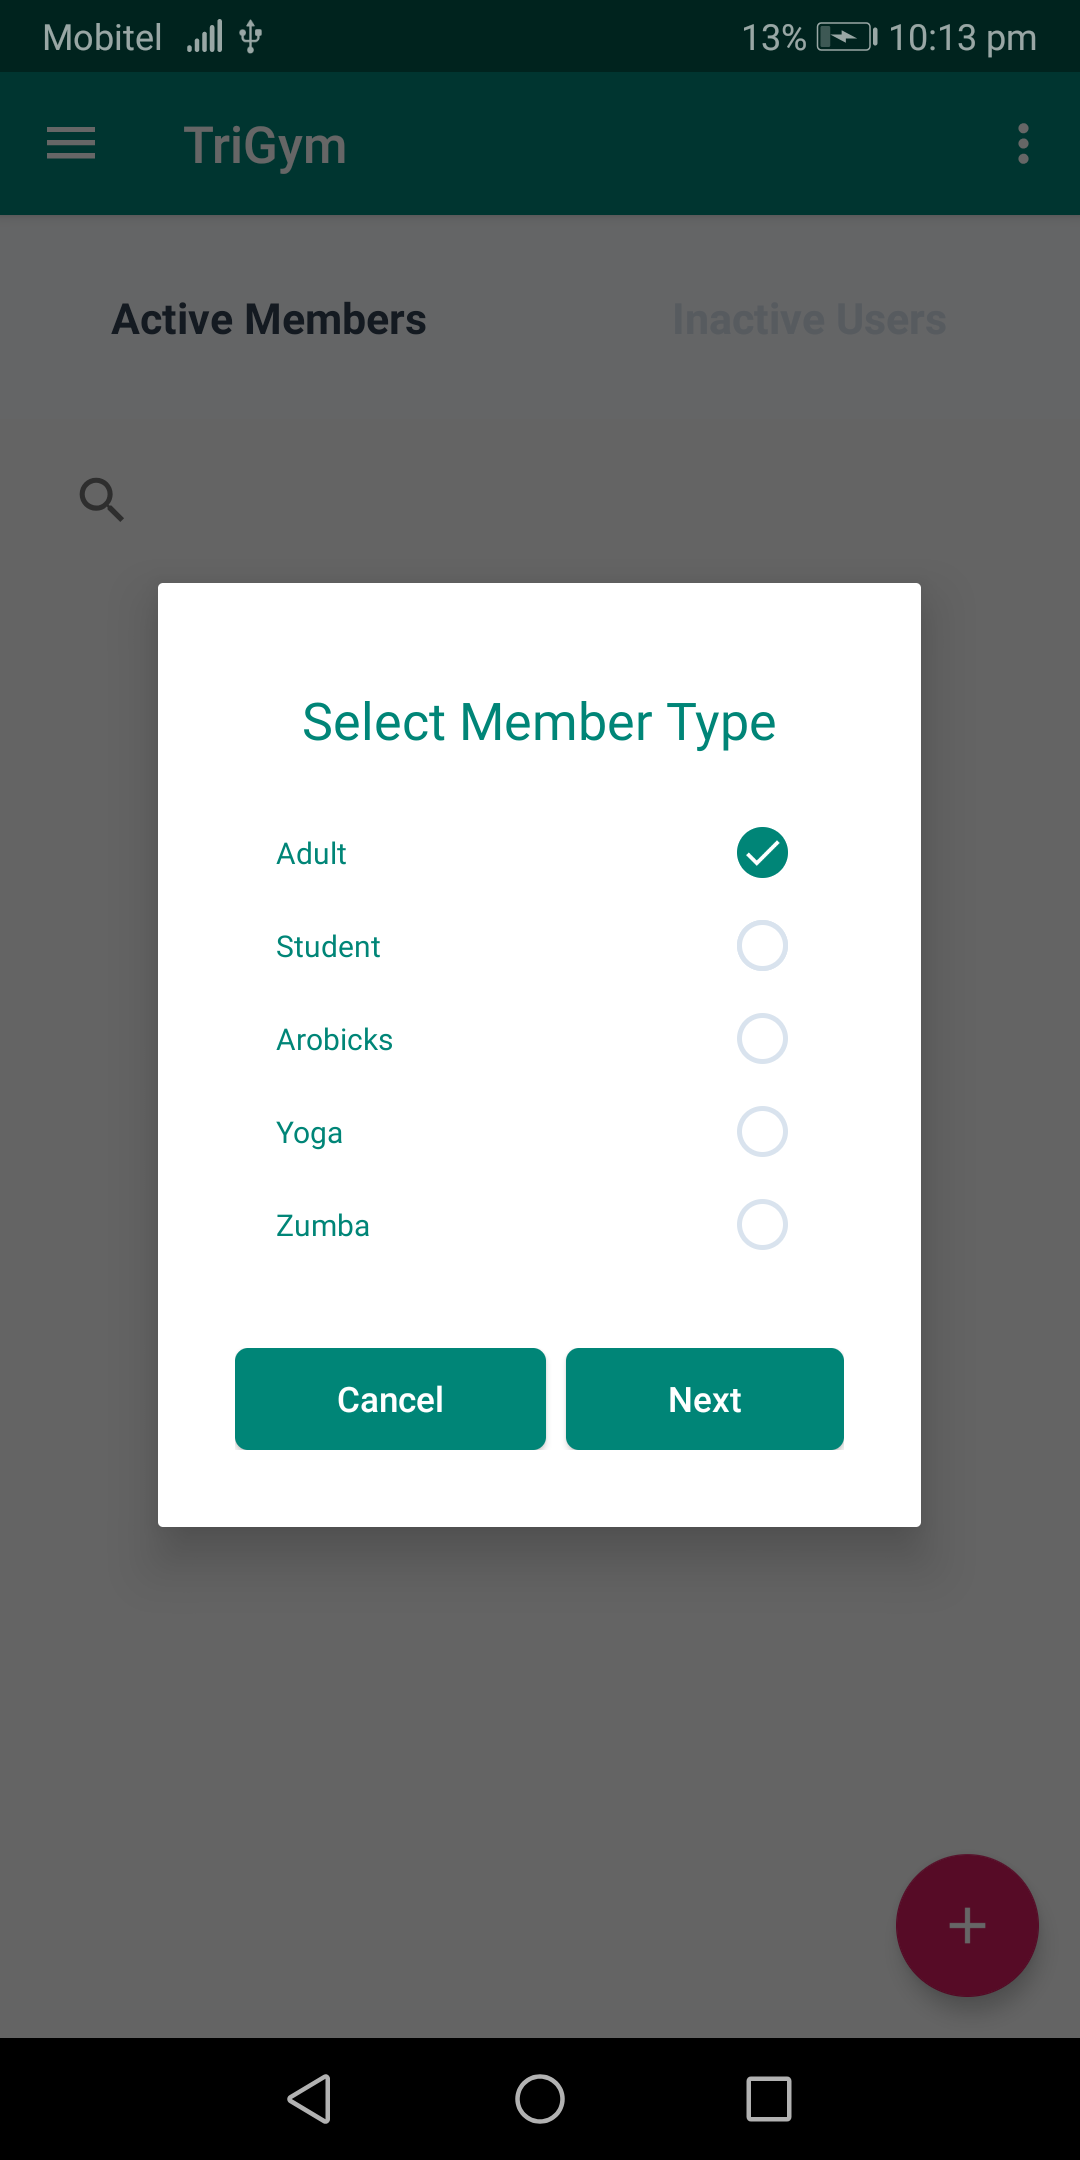 Mobitel 13% 10:13 pm
TriGym
Active Members Inactive Users
Select Member Type
Adult
Student
Arobicks
Yoga
Zumba
Cancel Next